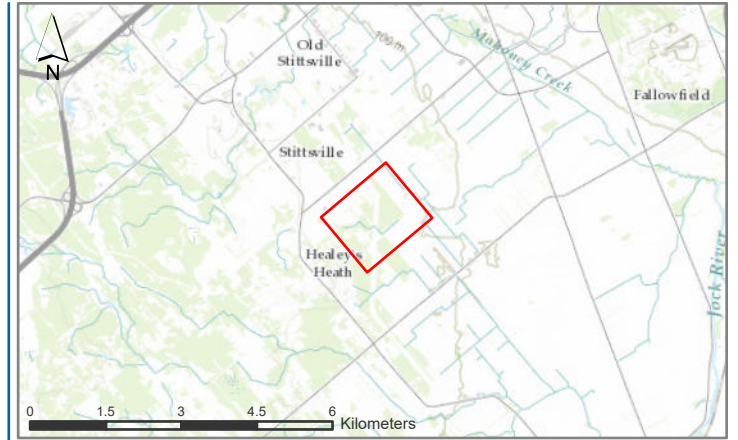 N
Old
Stittsville
100 m
Mahoney Creek
Fallowfield
Stittsville
Healey's
Heath
Jock River
0 1.5 3 4.5 6
Kilometers